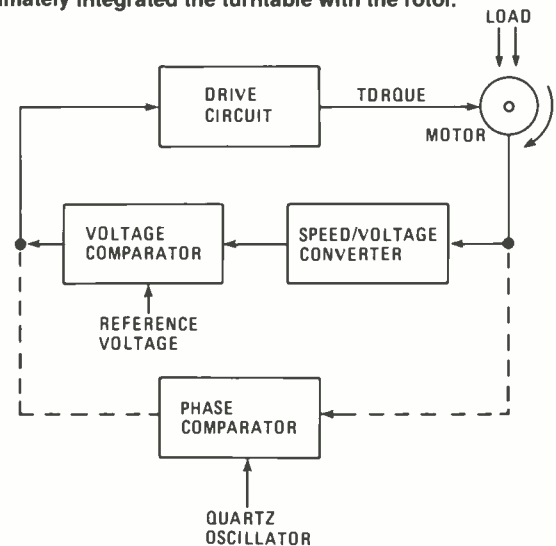 imately integrated the turntable with the rotor.
LOAD
DRIVE
CIRCUIT
TORQUE
MOTOR
VOLTAGE
COMPARATOR
SPEED/VOLTAGE
CONVERTER
REFERENCE
VOLTAGE
PHASE
COMPARATOR
QUARTZ
OSCILLATOR